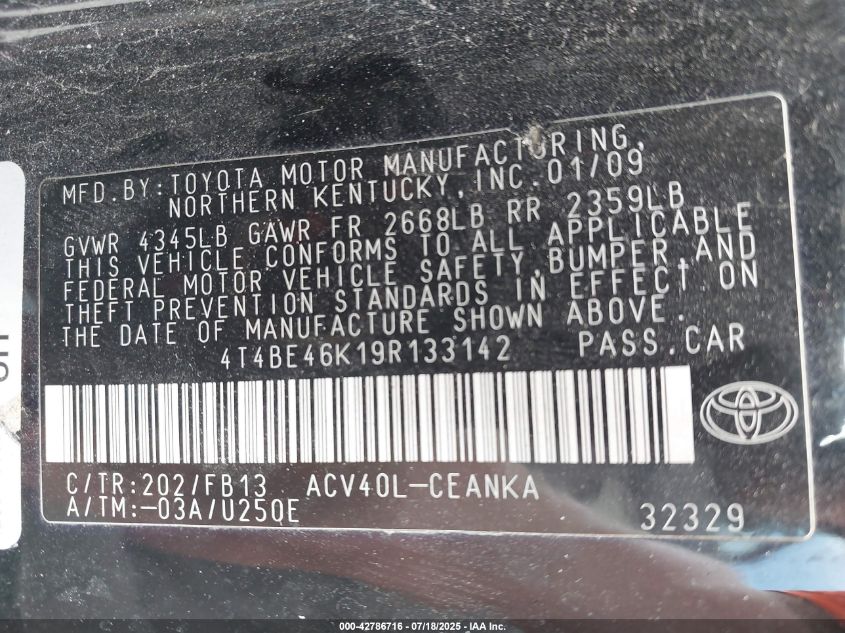 MFD.BY:TOYOTA MOTOR MANUFACTURING,
NORTHERN KENTUCKY,INC.01/09
GVWR 4345LB GAWR FR 2668LB RR 2359LB
THIS VEHICLE CONFORMS TO ALL APPLICABLE
FEDERAL MOTOR VEHICLE SAFETY,BUMPER,AND
THEFT PREVENTION STANDARDS IN EFFECT ON
THE DATE OF MANUFACTURE SHOWN ABOVE.
4T4BE46K19R133142 PASS.CAR
C/TR:202/FB13 ACV40L-CEANKA
A/TM:-03A/U250E
32329
000-42786716 - 07/18/2025 - IAA Inc.